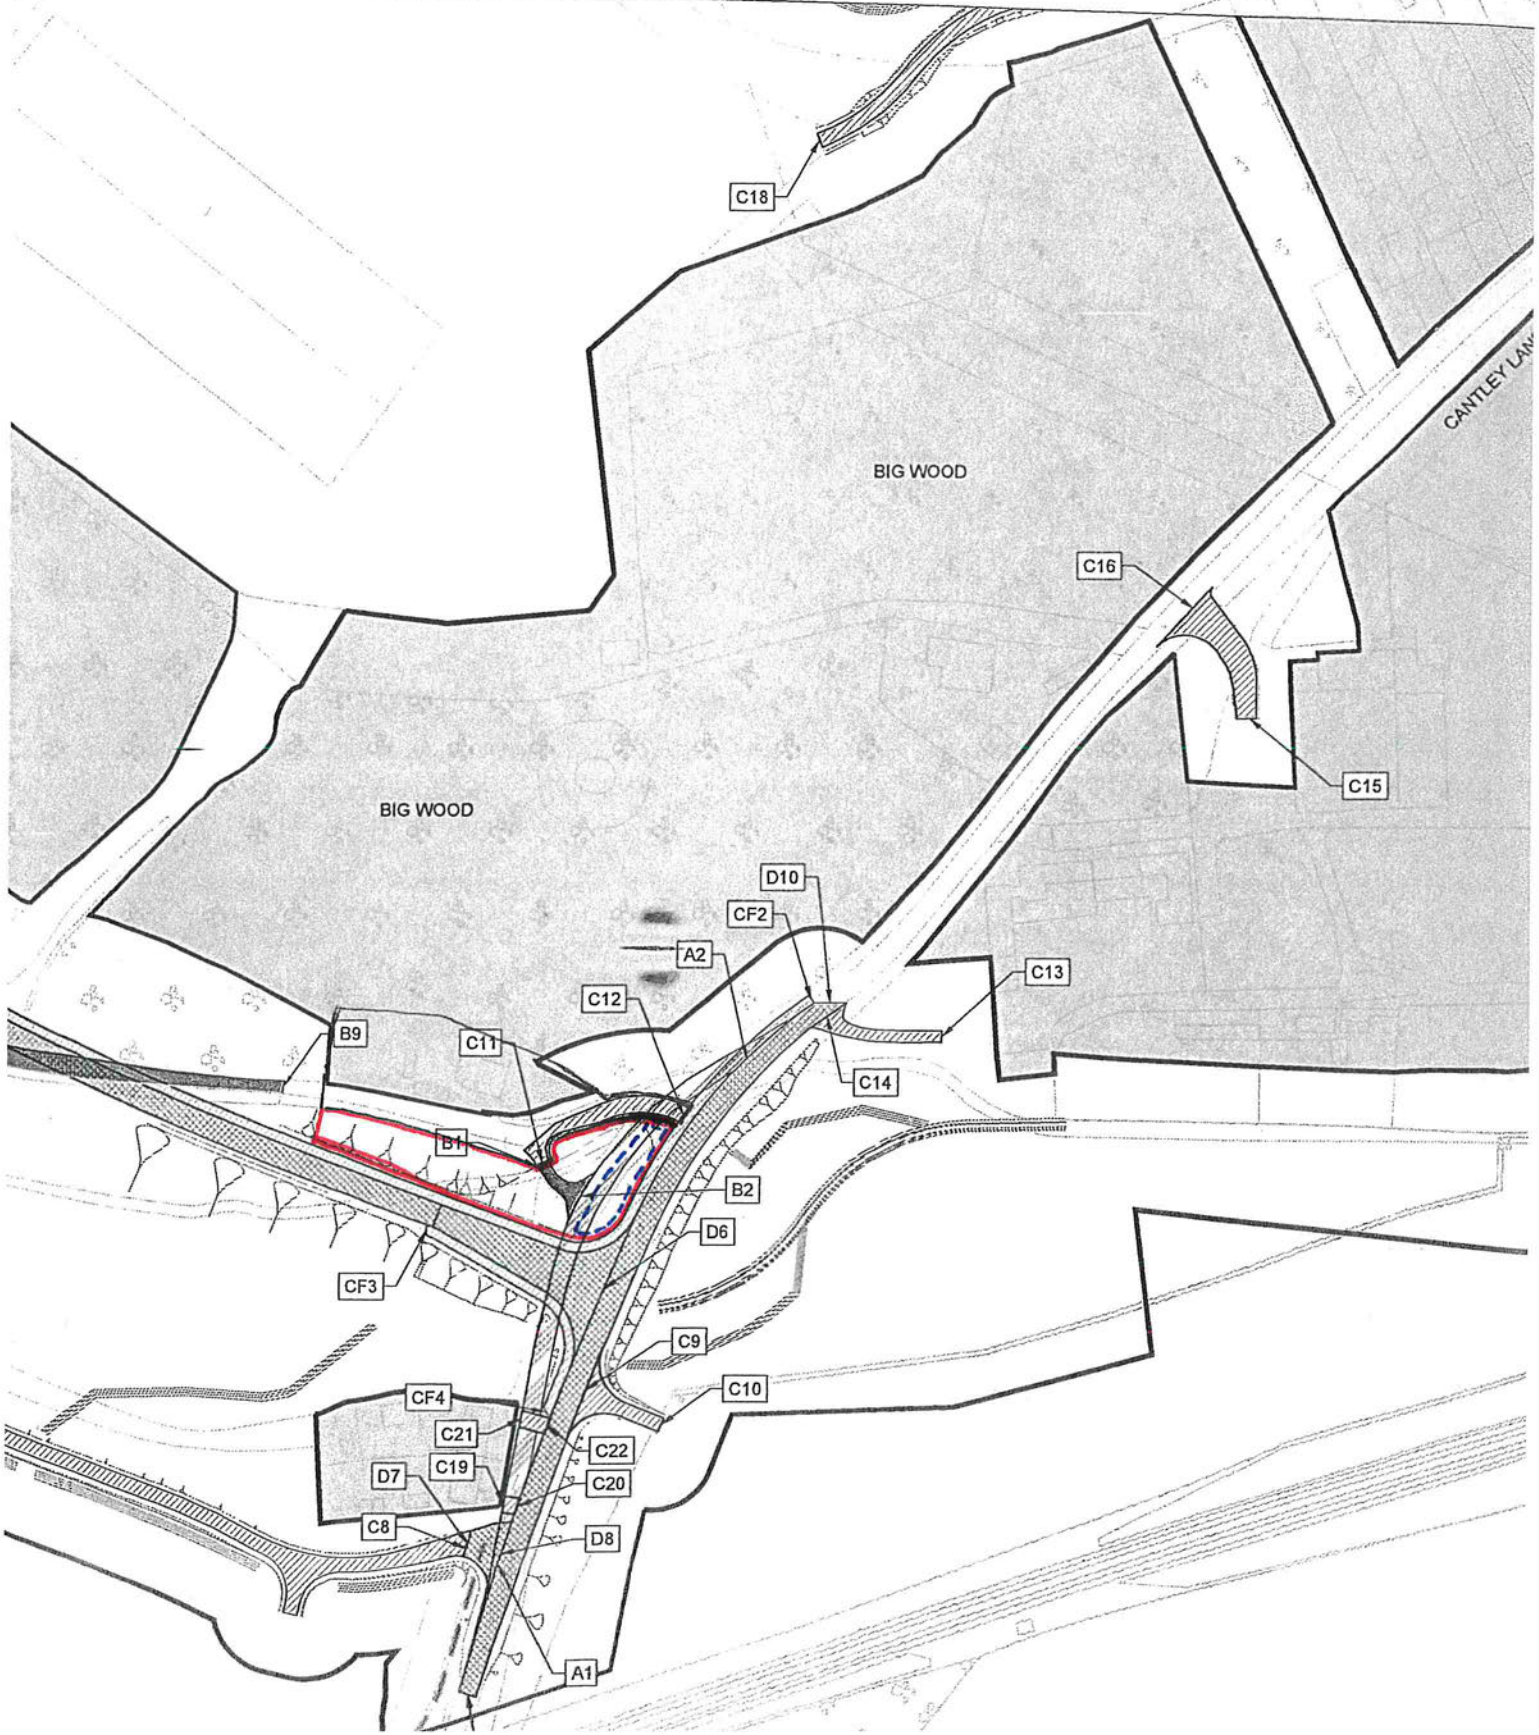 C18
CANTLEY LAN
BIG WOOD
C16
C15
BIG WOOD
D10
CF2
A2
C13
C12
B9
C11
C14
B1
B2
D6
CF3
C9
C10
CF4
C21
C22
C19
D7
C20
C8
D8
A1